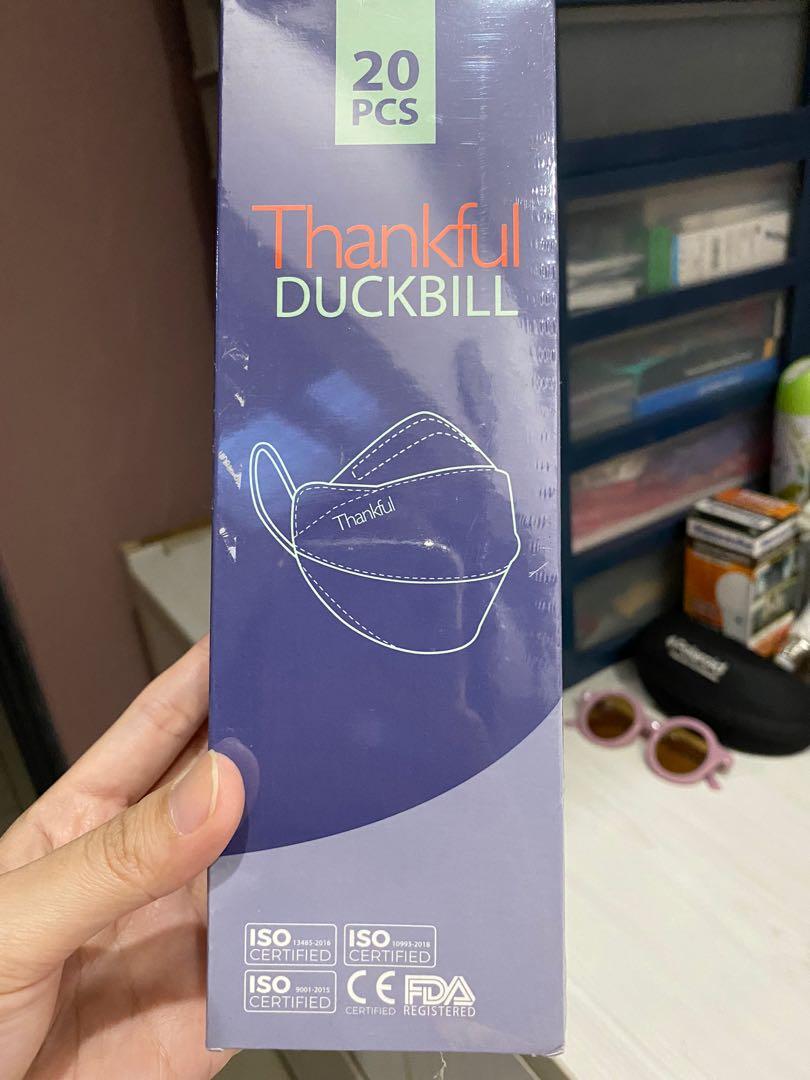 20
PCS
Thankful
DUCKBILL
Thankful
ISO 13485-2016
CERTIFIED
ISO 10993-2018
CERTIFIED
ISO 9001-2015
CERTIFIED
CE
CERTIFIED
FDA
REGISTERED